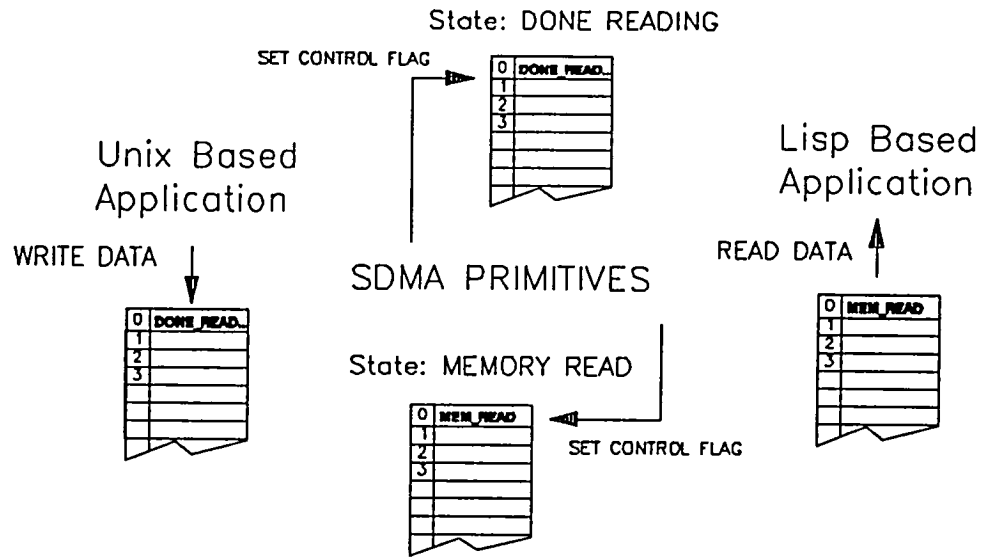 State: DONE READING
SET CONTROL FLAG
0 DONE_READ...
1
2
3
Unix Based
Application
Lisp Based
Application
WRITE DATA
READ DATA
SDMA PRIMITIVES
0 DONE_READ...
1
2
3
0 MEM_READ
1
2
3
State: MEMORY READ
0 MEM_READ
1
2
3
SET CONTROL FLAG